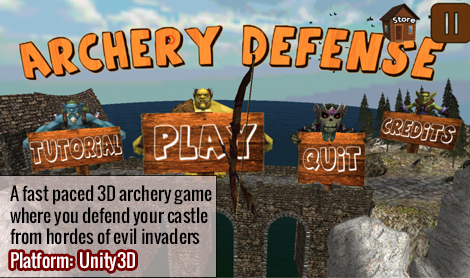 Store
ARCHERY DEFENSE
TUTORIAL
PLAY
QUIT
CREDITS
A fast paced 3D archery game
where you defend your castle
from hordes of evil invaders
Platform: Unity3D